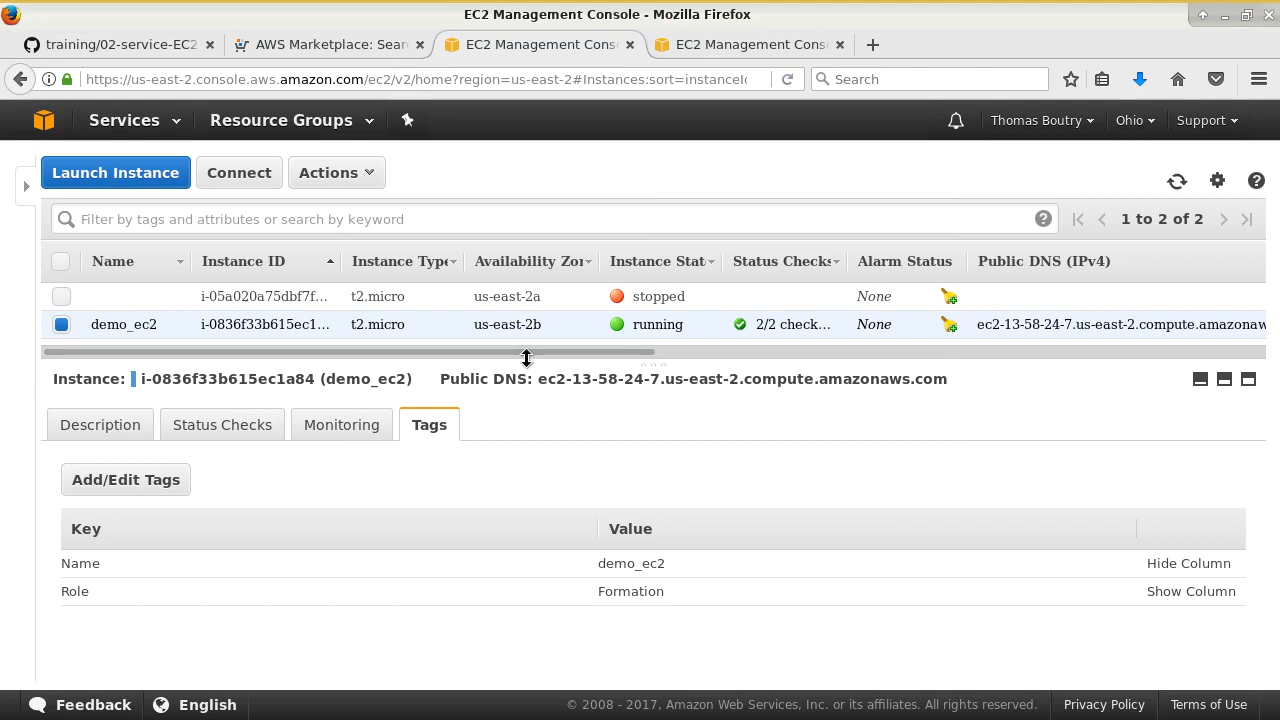 EC2 Management Console - Mozilla Firefox
training/02-service-EC2
AWS Marketplace: Sear
EC2 Management Cons
EC2 Management Cons
https://us-east-2.console.aws.amazon.com/ec2/v2/home?region=us-east-2#Instances:sort=instanceId
Search
Services
Resource Groups
Thomas Boutry
Ohio
Support
Launch Instance
Connect
Actions
Filter by tags and attributes or search by keyword
1 to 2 of 2
Name Instance ID Instance Type Availability Zon Instance Stat Status Checks Alarm Status Public DNS (IPv4)
i-05a020a75dbf7f... t2.micro us-east-2a stopped None
demo_ec2 i-0836f33b615ec1... t2.micro us-east-2b running 2/2 check... None ec2-13-58-24-7.us-east-2.compute.amazonaw
Instance: i-0836f33b615ec1a84 (demo_ec2) Public DNS: ec2-13-58-24-7.us-east-2.compute.amazonaws.com
Description
Status Checks
Monitoring
Tags
Add/Edit Tags
Key Value
Name demo_ec2 Hide Column
Role Formation Show Column
Feedback
English
© 2008 - 2017, Amazon Web Services, Inc. or its affiliates. All rights reserved.
Privacy Policy
Terms of Use